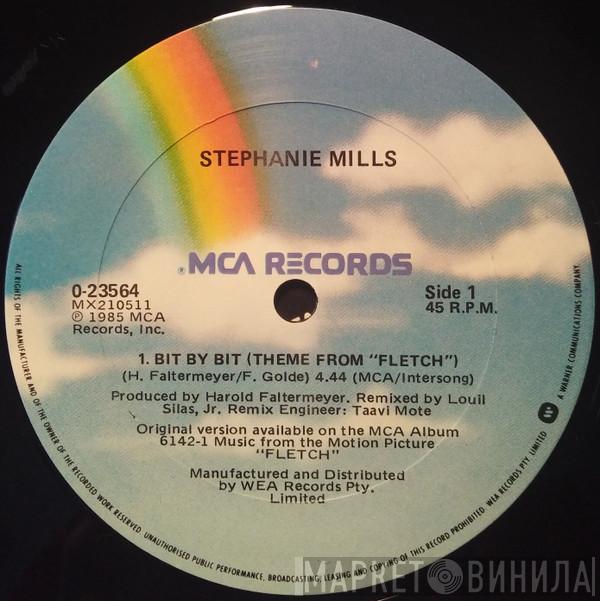 STEPHANIE MILLS
®MCA RECORDS
0-23564
MX210511
℗ 1985 MCA
Records, Inc.
Side 1
45 R.P.M.
1. BIT BY BIT (THEME FROM "FLETCH")
(H. Faltermeyer/F. Golde) 4.44 (MCA/Intersong)
Produced by Harold Faltermeyer. Remixed by Louil
Silas, Jr. Remix Engineer: Taavi Mote
Original version available on the MCA Album
6142-1 Music from the Motion Picture
"FLETCH"
Manufactured and Distributed
by WEA Records Pty.
Limited
ALL RIGHTS OF THE MANUFACTURER AND OF THE OWNER OF THE RECORDED WORK RESERVED. UNAUTHORISED PUBLIC PERFORMANCE, BROADCASTING, LEASING AND COPYING OF THIS RECORD PROHIBITED. WEA RECORDS PTY LIMITED
A WARNER COMMUNICATIONS COMPANY.
МАРКЕТ ВИНИЛА